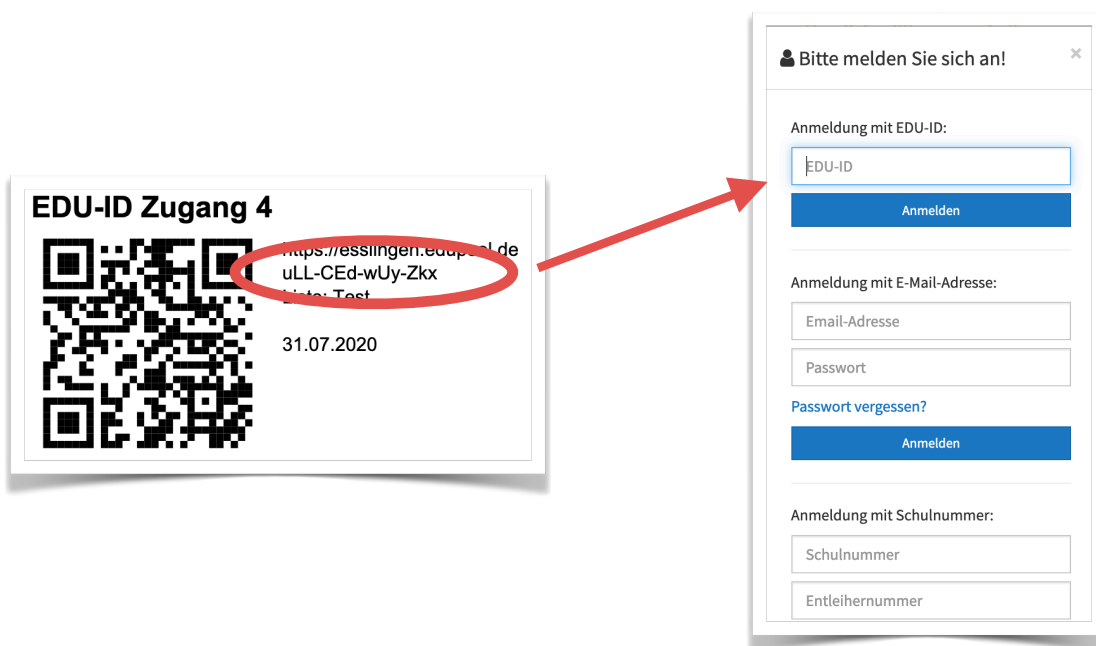 EDU-ID Zugang 4
https://esslingen.edupool.de
uLL-CEd-wUy-Zkx
Liste: Test
31.07.2020
Bitte melden Sie sich an!
×
Anmeldung mit EDU-ID:
EDU-ID
Anmelden
Anmeldung mit E-Mail-Adresse:
Email-Adresse
Passwort
Passwort vergessen?
Anmelden
Anmeldung mit Schulnummer:
Schulnummer
Entleihernummer